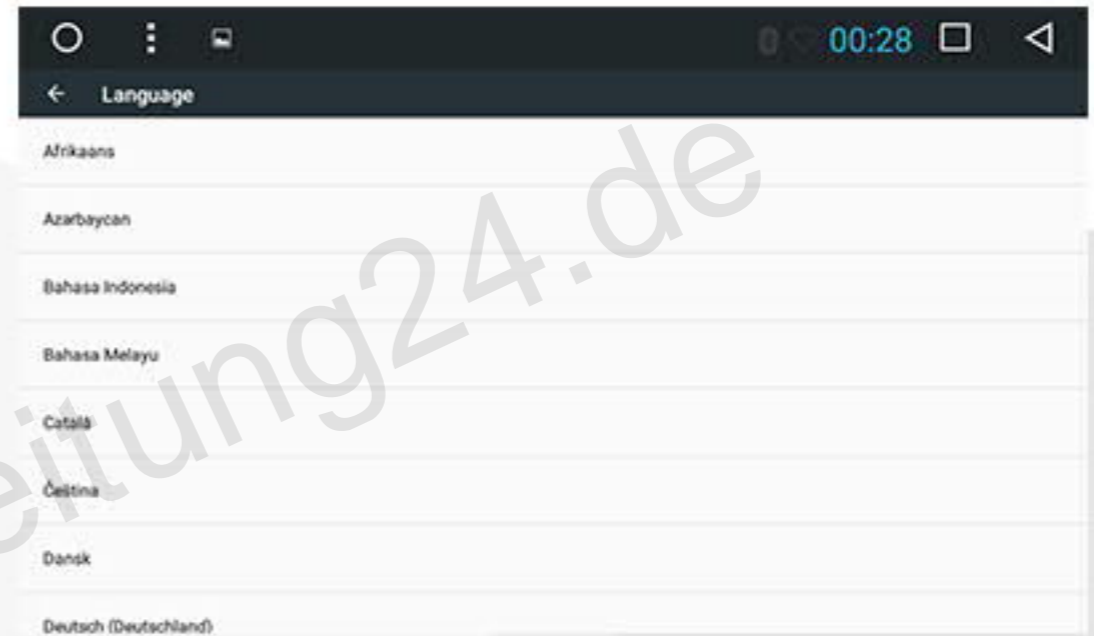 00:28
Language
Afrikaans
Azərbaycan
Bahasa Indonesia
Bahasa Melayu
Català
Čeština
Dansk
Deutsch (Deutschland)
eitung24.de